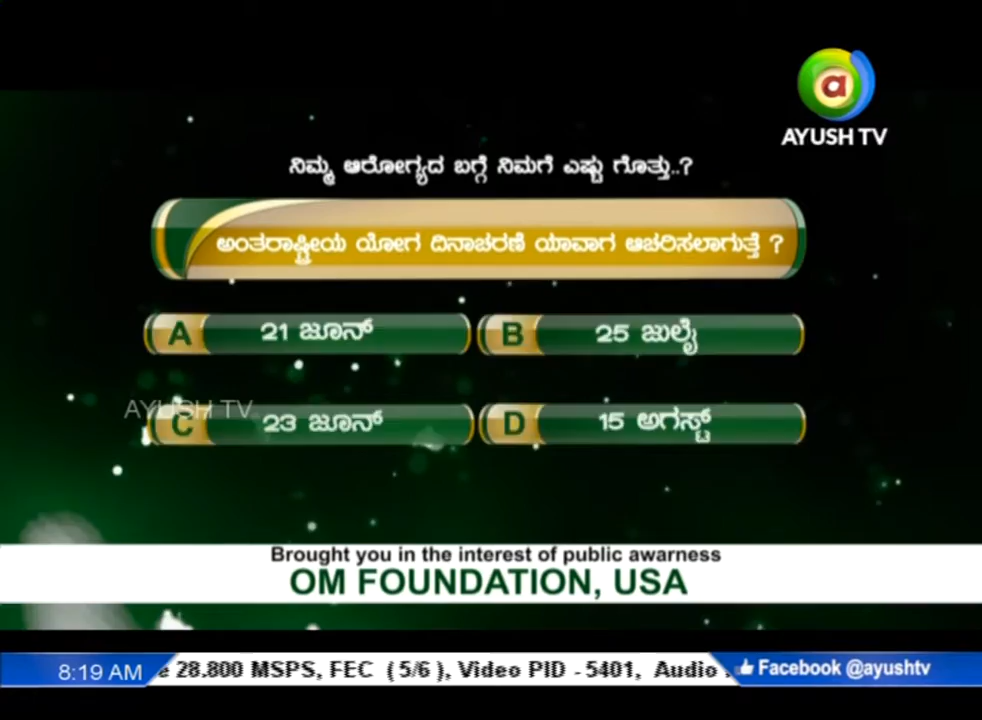 a
AYUSH TV
ನಿಮ್ಮ ಆರೋಗ್ಯದ ಬಗ್ಗೆ ನಿಮಗೆ ಎಷ್ಟು ಗೊತ್ತು..?
ಅಂತರಾಷ್ಟ್ರೀಯ ಯೋಗ ದಿನಾಚರಣೆ ಯಾವಾಗ ಆಚರಿಸಲಾಗುತ್ತೆ ?
A 21 ಜೂನ್
B 25 ಜುಲೈ
AYUSH TV
C 23 ಜೂನ್
D 15 ಅಗಸ್ಟ್
Brought you in the interest of public awarness
OM FOUNDATION, USA
8:19 AM e 28.800 MSPS, FEC (5/6), Video PID - 5401, Audio Facebook @ayushtv